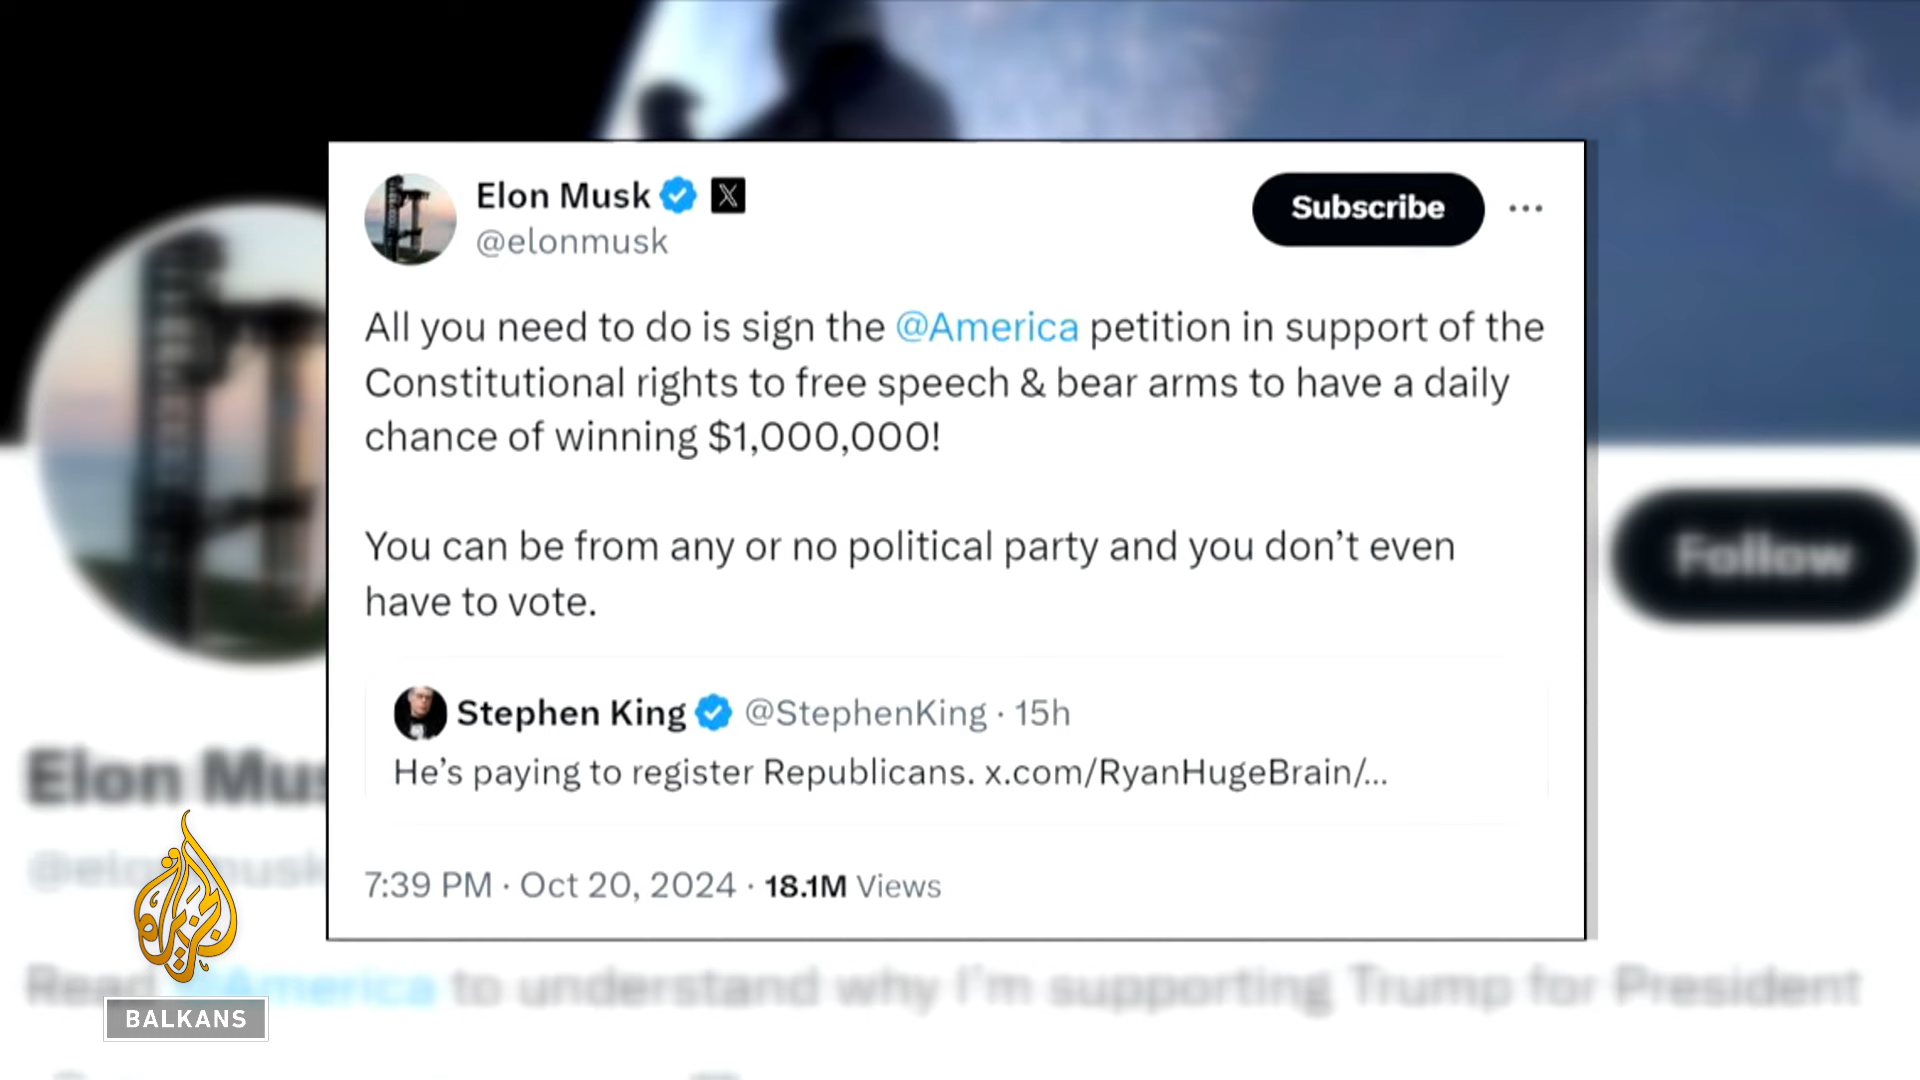 Elon Musk
@elonmusk
Subscribe
All you need to do is sign the @America petition in support of the
Constitutional rights to free speech & bear arms to have a daily
chance of winning $1,000,000!
You can be from any or no political party and you don’t even
have to vote.
Stephen King @StephenKing · 15h
He’s paying to register Republicans. x.com/RyanHugeBrain/...
7:39 PM · Oct 20, 2024 · 18.1M Views
Follow
Elon Mus
Read @America to understand why I'm supporting Trump for President
الجزيرة
BALKANS